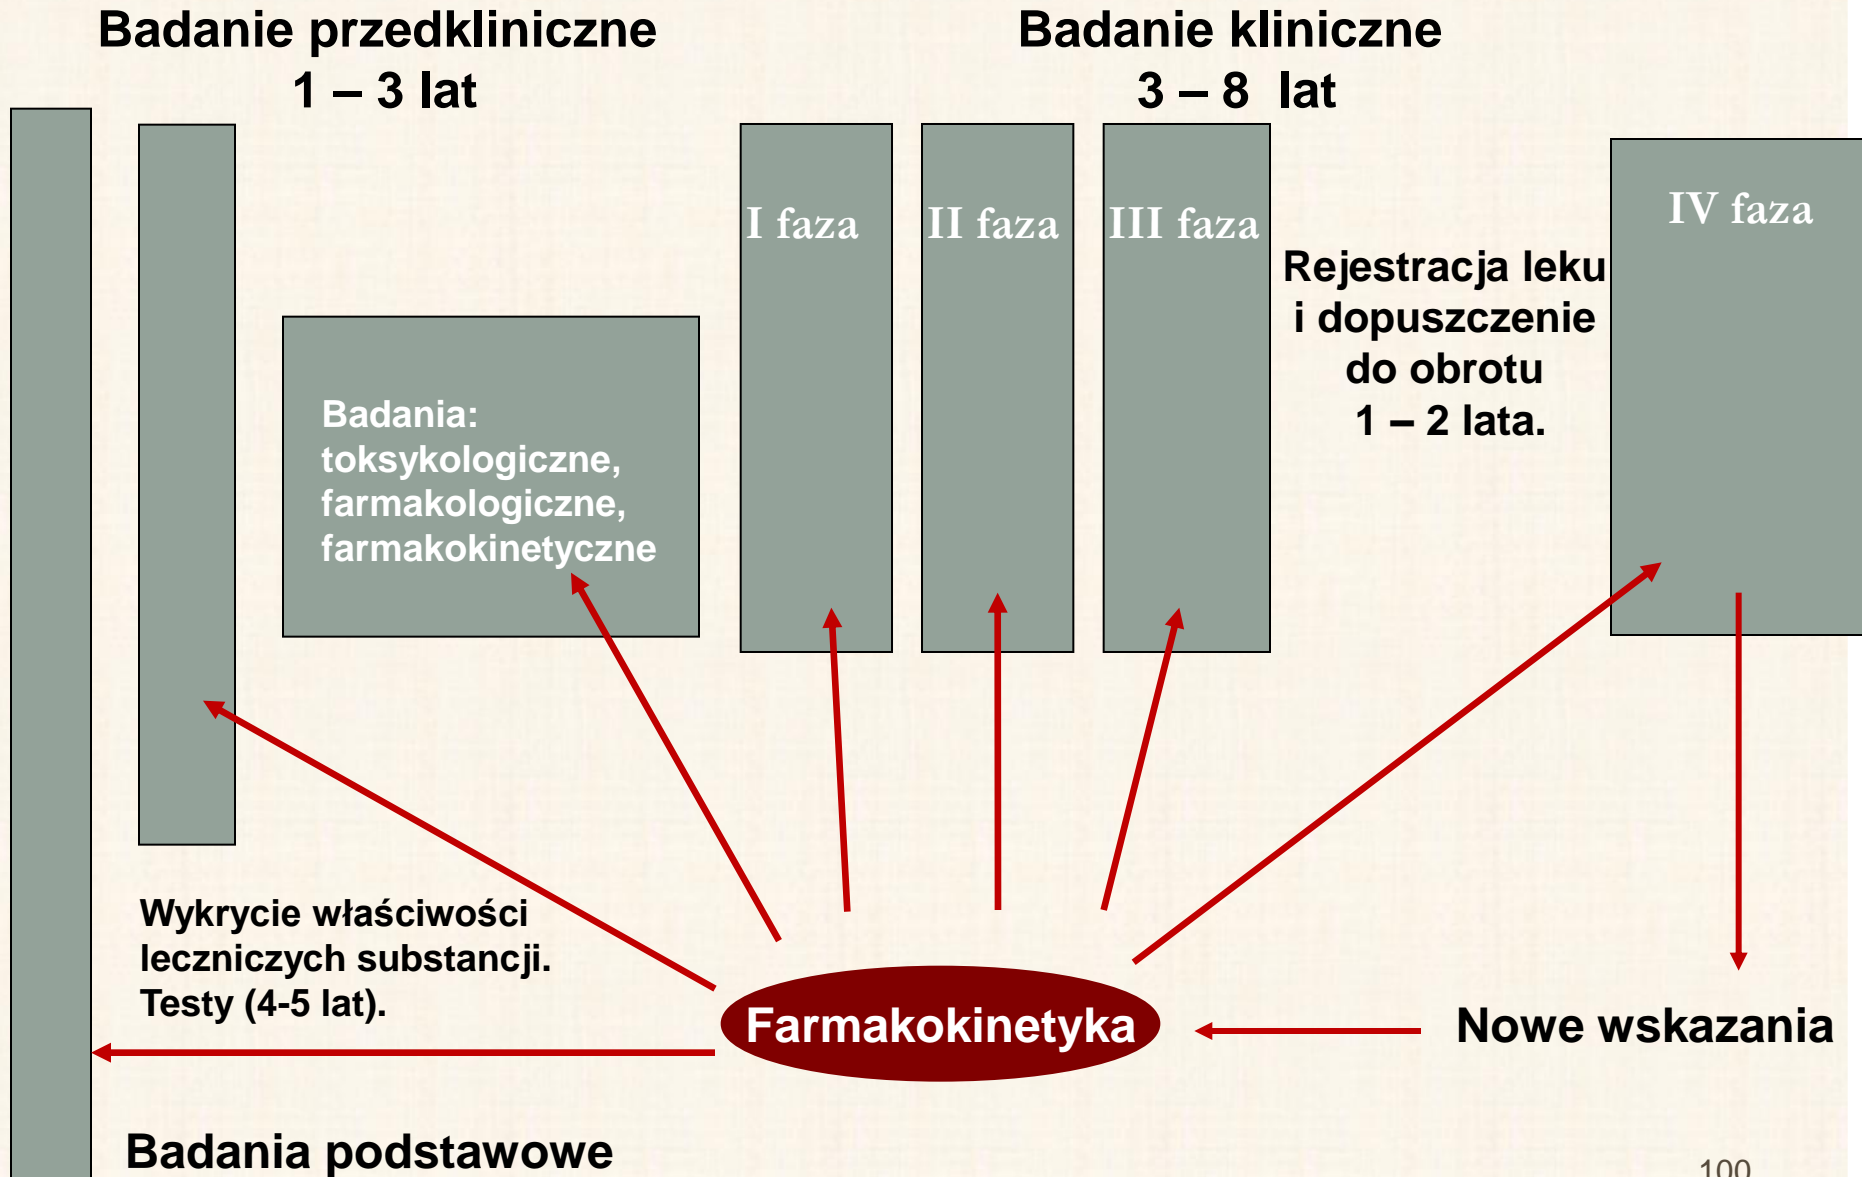 Badanie przedkliniczne
1 – 3 lat
Badanie kliniczne
3 – 8 lat
I faza
II faza
III faza
IV faza
Rejestracja leku
i dopuszczenie
do obrotu
1 – 2 lata.
Badania:
toksykologiczne,
farmakologiczne,
farmakokinetyczne
Wykrycie właściwości
leczniczych substancji.
Testy (4-5 lat).
Farmakokinetyka
Nowe wskazania
Badania podstawowe
100